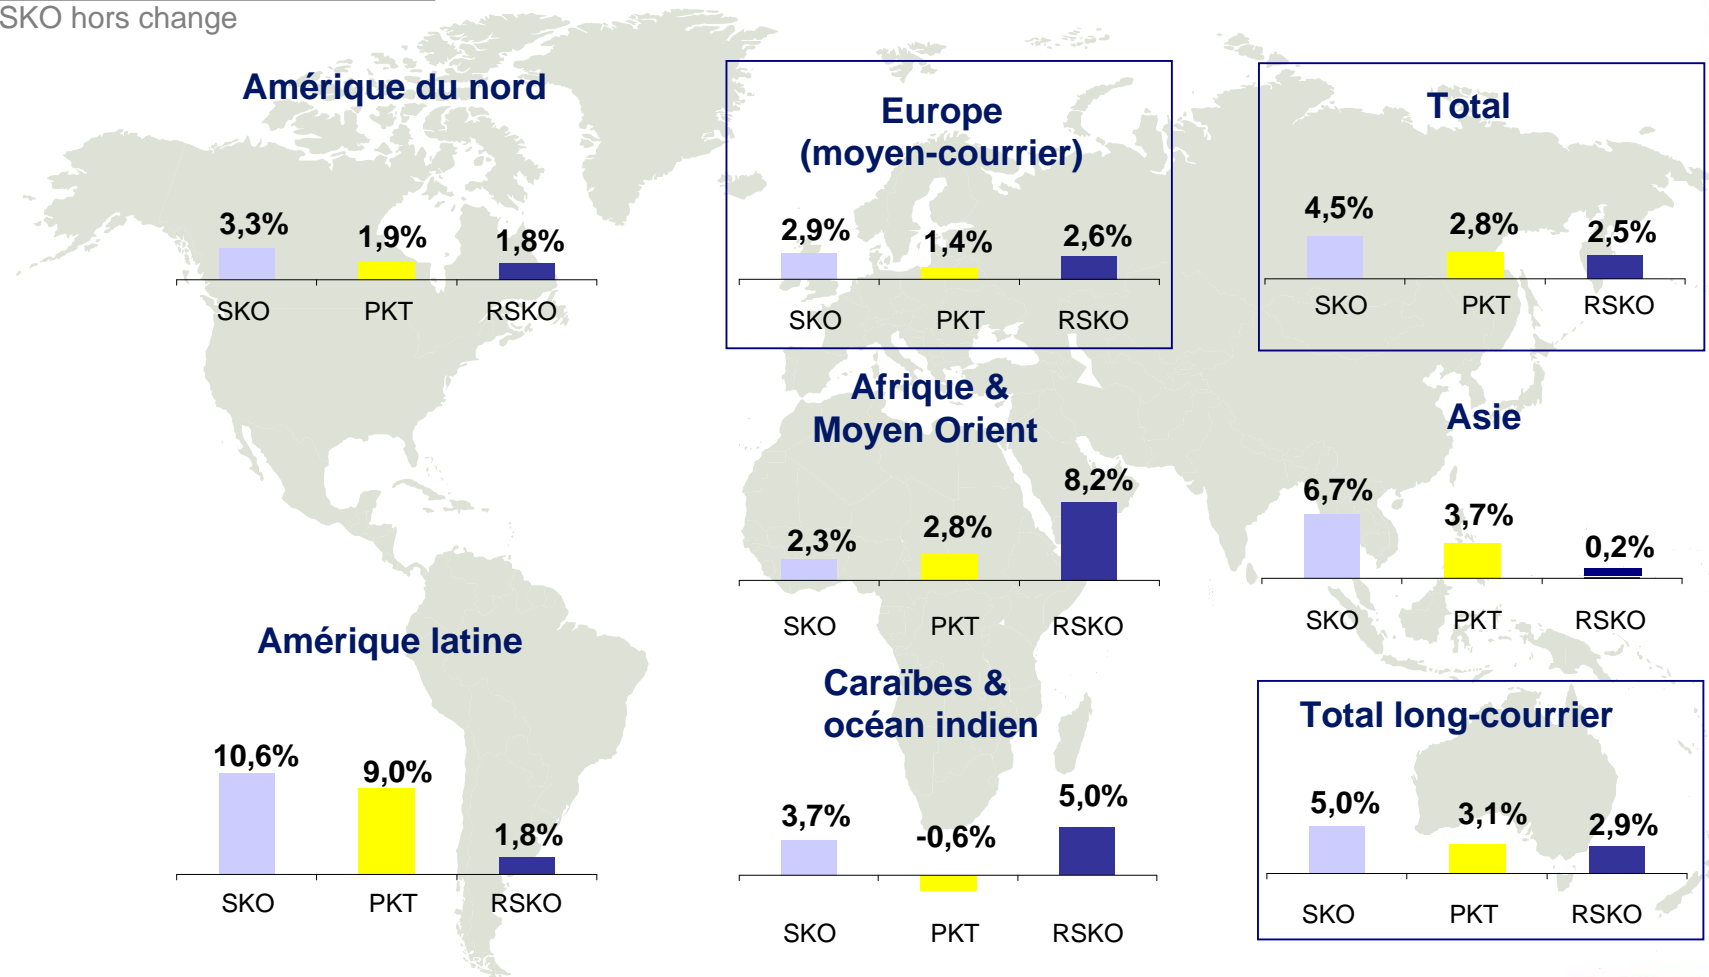 SKO hors change
Amérique du nord
3,3%
1,9%
1,8%
SKO
PKT
RSKO
Europe
(moyen-courrier)
2,9%
1,4%
2,6%
SKO
PKT
RSKO
Total
4,5%
2,8%
2,5%
SKO
PKT
RSKO
Afrique &
Moyen Orient
2,3%
2,8%
8,2%
SKO
PKT
RSKO
Asie
6,7%
3,7%
0,2%
SKO
PKT
RSKO
Amérique latine
10,6%
9,0%
1,8%
SKO
PKT
RSKO
Caraïbes &
océan indien
3,7%
-0,6%
5,0%
SKO
PKT
RSKO
Total long-courrier
5,0%
3,1%
2,9%
SKO
PKT
RSKO